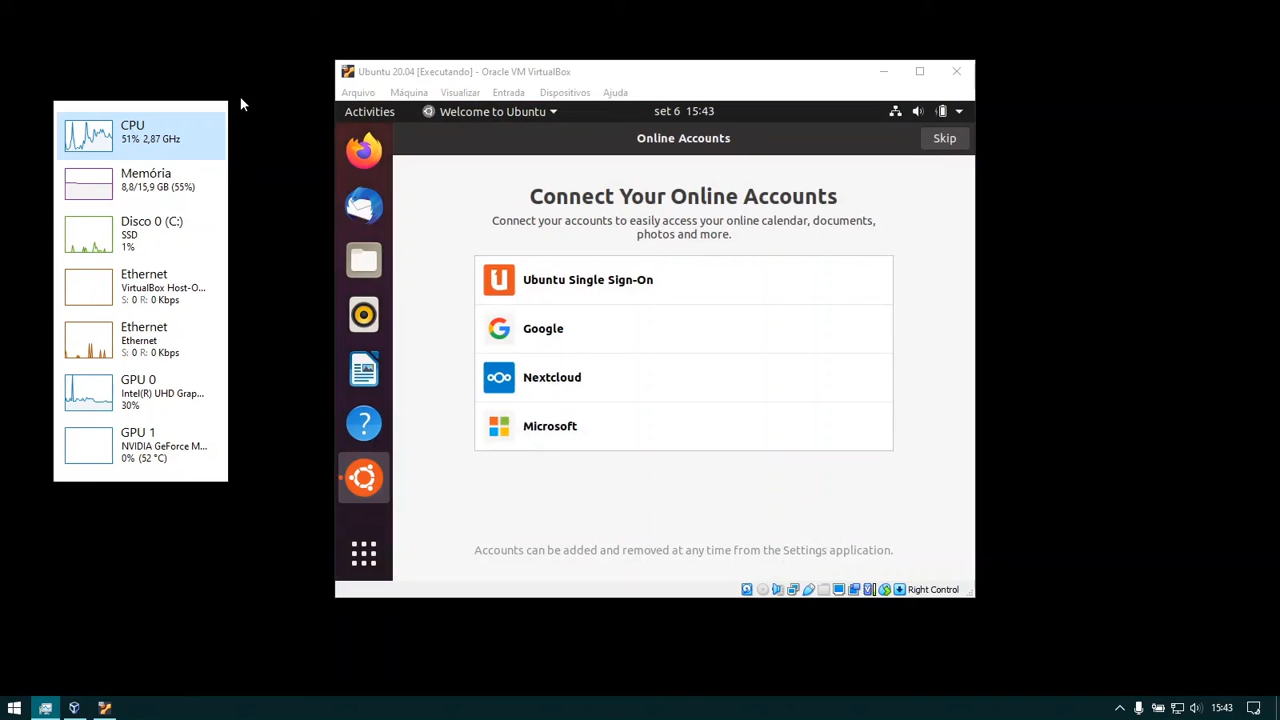 CPU
51% 2,87 GHz
Memória
8,8/15,9 GB (55%)
Disco 0 (C:)
SSD
1%
Ethernet
VirtualBox Host-O...
S: 0 R: 0 Kbps
Ethernet
Ethernet
S: 0 R: 0 Kbps
GPU 0
Intel(R) UHD Grap...
30%
GPU 1
NVIDIA GeForce M...
0% (52 °C)
Ubuntu 20.04 [Executando] - Oracle VM VirtualBox
Arquivo Máquina Visualizar Entrada Dispositivos Ajuda
Activities Welcome to Ubuntu set 6 15:43
Online Accounts Skip
Connect Your Online Accounts
Connect your accounts to easily access your online calendar, documents,
photos and more.
Ubuntu Single Sign-On
Google
Nextcloud
Microsoft
Accounts can be added and removed at any time from the Settings application.
Right Control
15:43